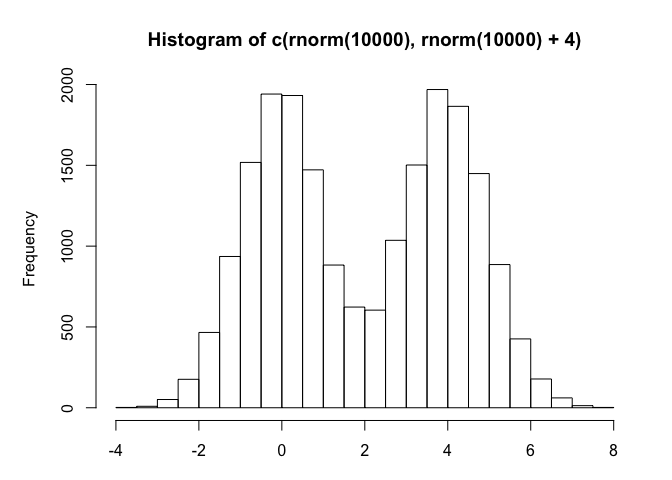 Histogram of c(rnorm(10000), rnorm(10000) + 4)
Frequency
2000
1500
1000
500
0
-4 -2 0 2 4 6 8